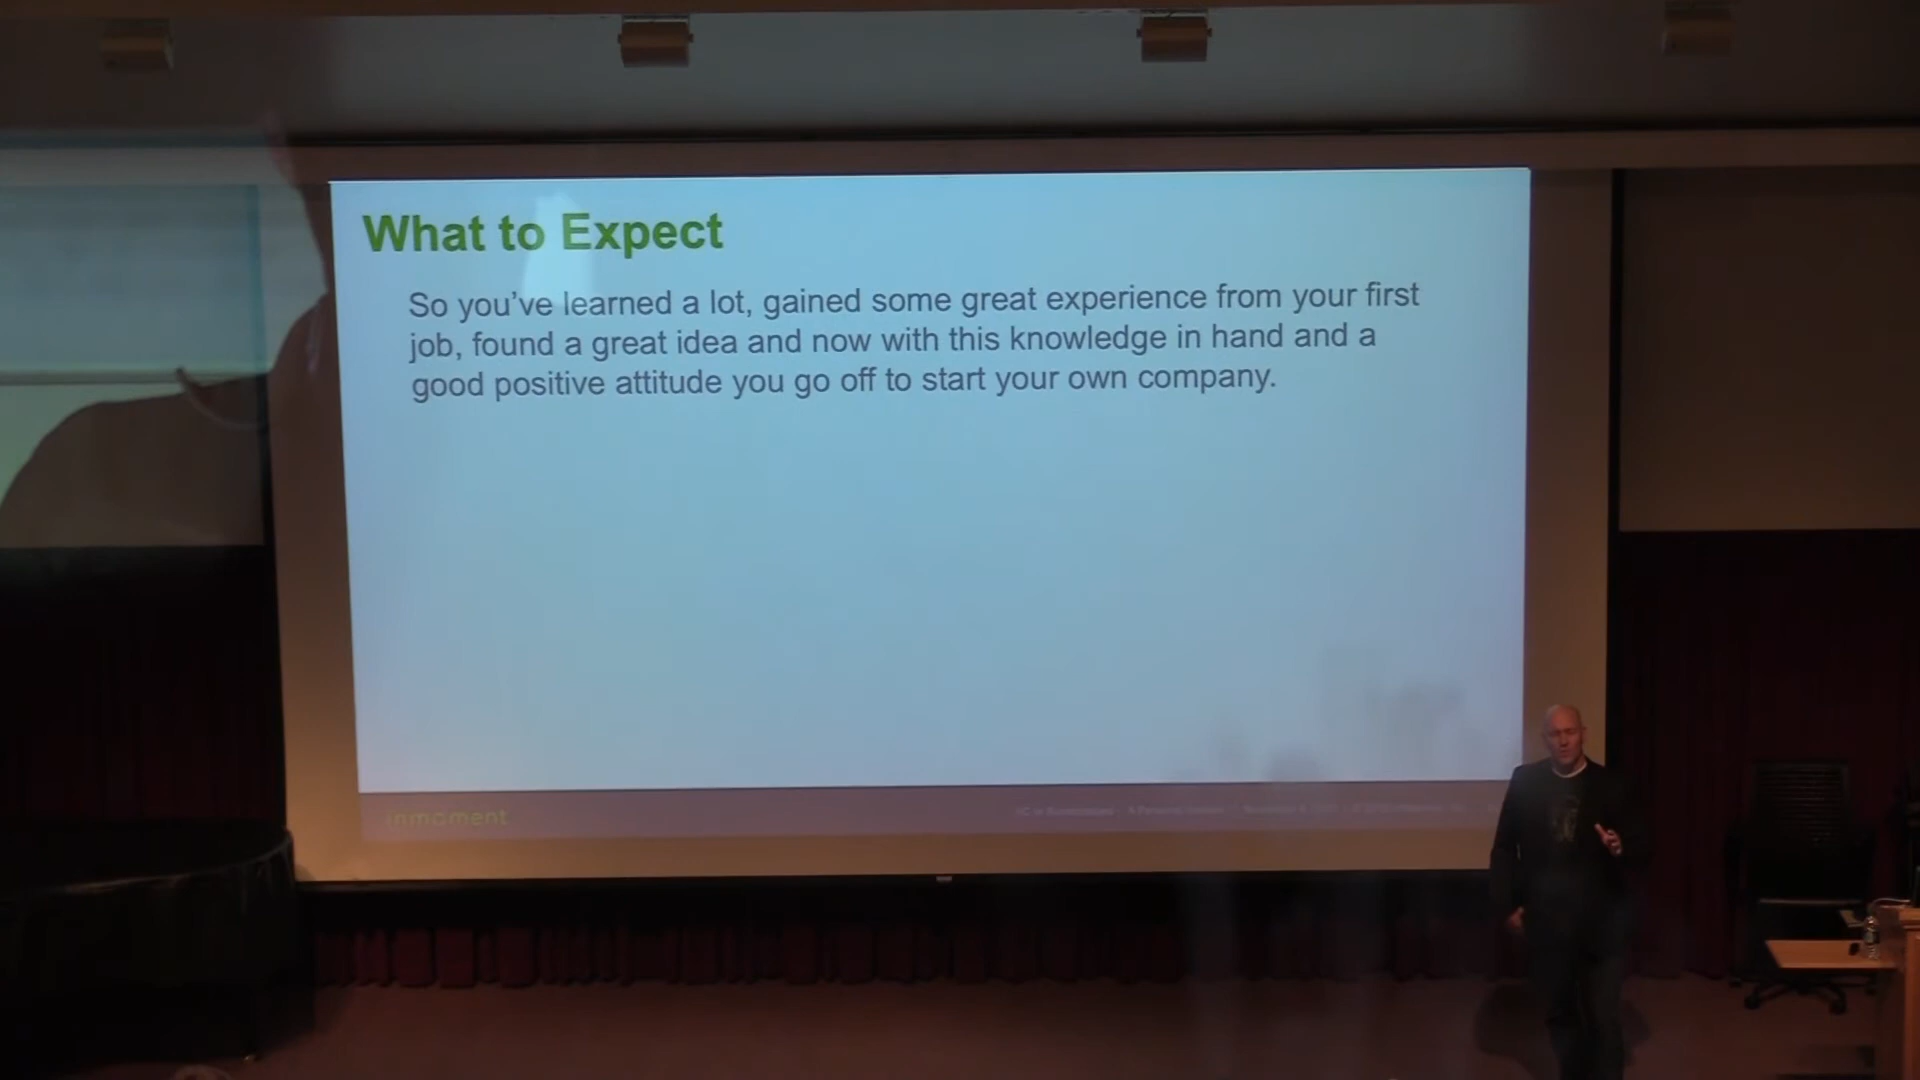 What to Expect
So you've learned a lot, gained some great experience from your first
job, found a great idea and now with this knowledge in hand and a
good positive attitude you go off to start your own company.
inmoment